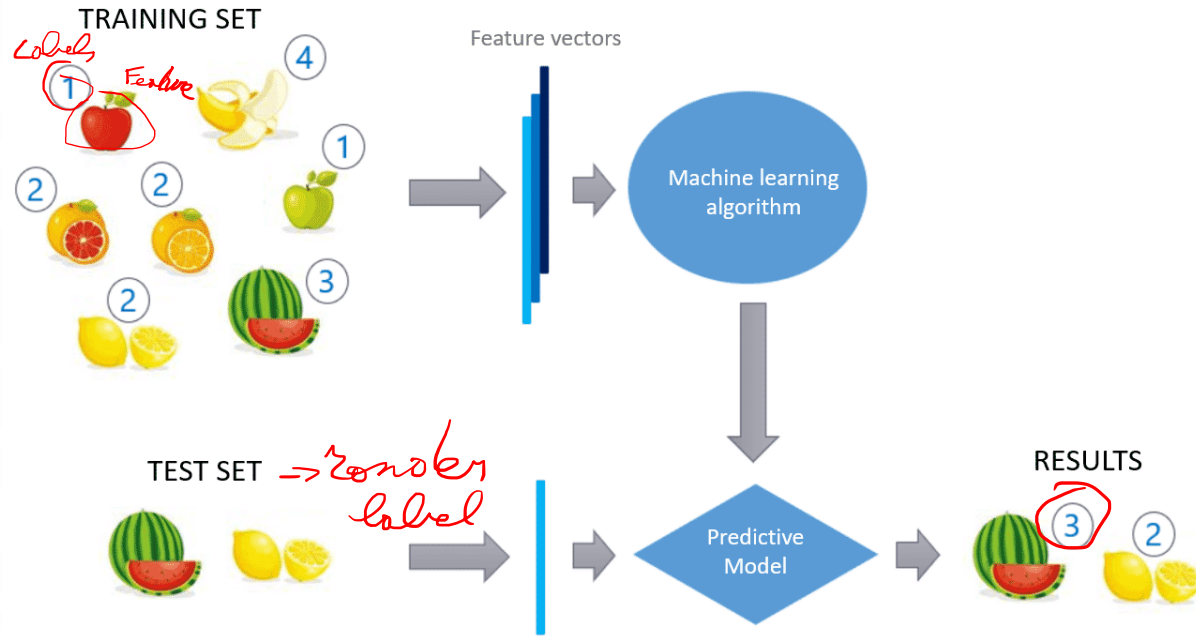 TRAINING SET
Labels
Feature vectors
4
1
Feature
1
2
2
Machine learning
algorithm
3
2
TEST SET
label
RESULTS
3
2
Predictive
Model